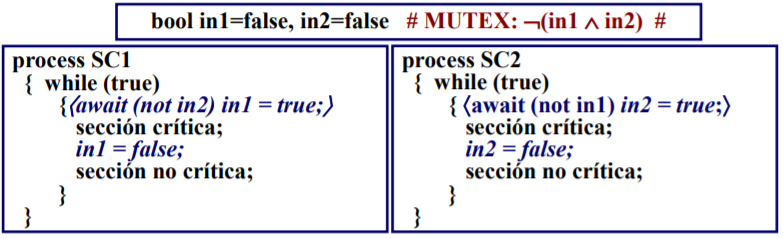 bool in1=false, in2=false # MUTEX: ¬(in1 ∧ in2) #
process SC1
{ while (true)
{⟨await (not in2) in1 = true;⟩
sección crítica;
in1 = false;
sección no crítica;
}
}
process SC2
{ while (true)
{ ⟨await (not in1) in2 = true;⟩
sección crítica;
in2 = false;
sección no crítica;
}
}